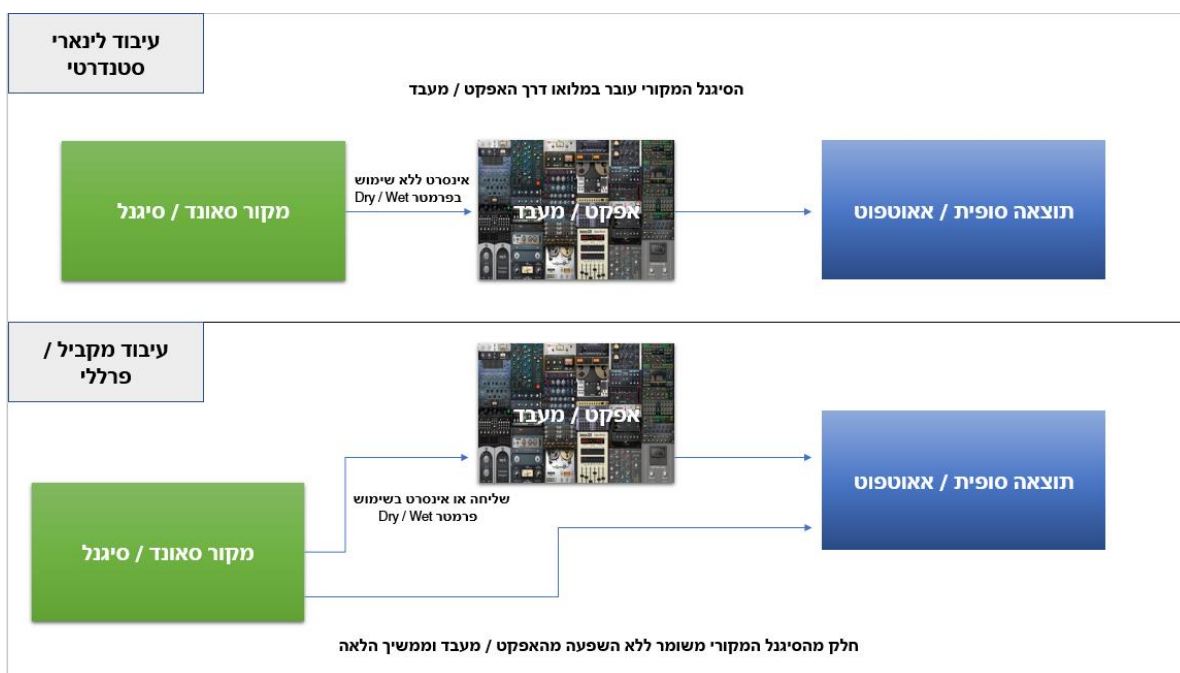 עיבוד לינארי
סטנדרטי
הסיגנל המקורי עובר במלואו דרך האפקט / מעבד
מקור סאונד / סיגנל
אינסרט ללא שימוש
בפרמטר Dry / Wet
אפקט / מעבד
תוצאה סופית / אאוטפוט
עיבוד מקביל /
פרללי
אפקט / מעבד
תוצאה סופית / אאוטפוט
שליחה או אינסרט בשימוש
פרמטר Dry / Wet
מקור סאונד / סיגנל
חלק מהסיגנל המקורי משומר ללא השפעה מהאפקט / מעבד וממשיך הלאה